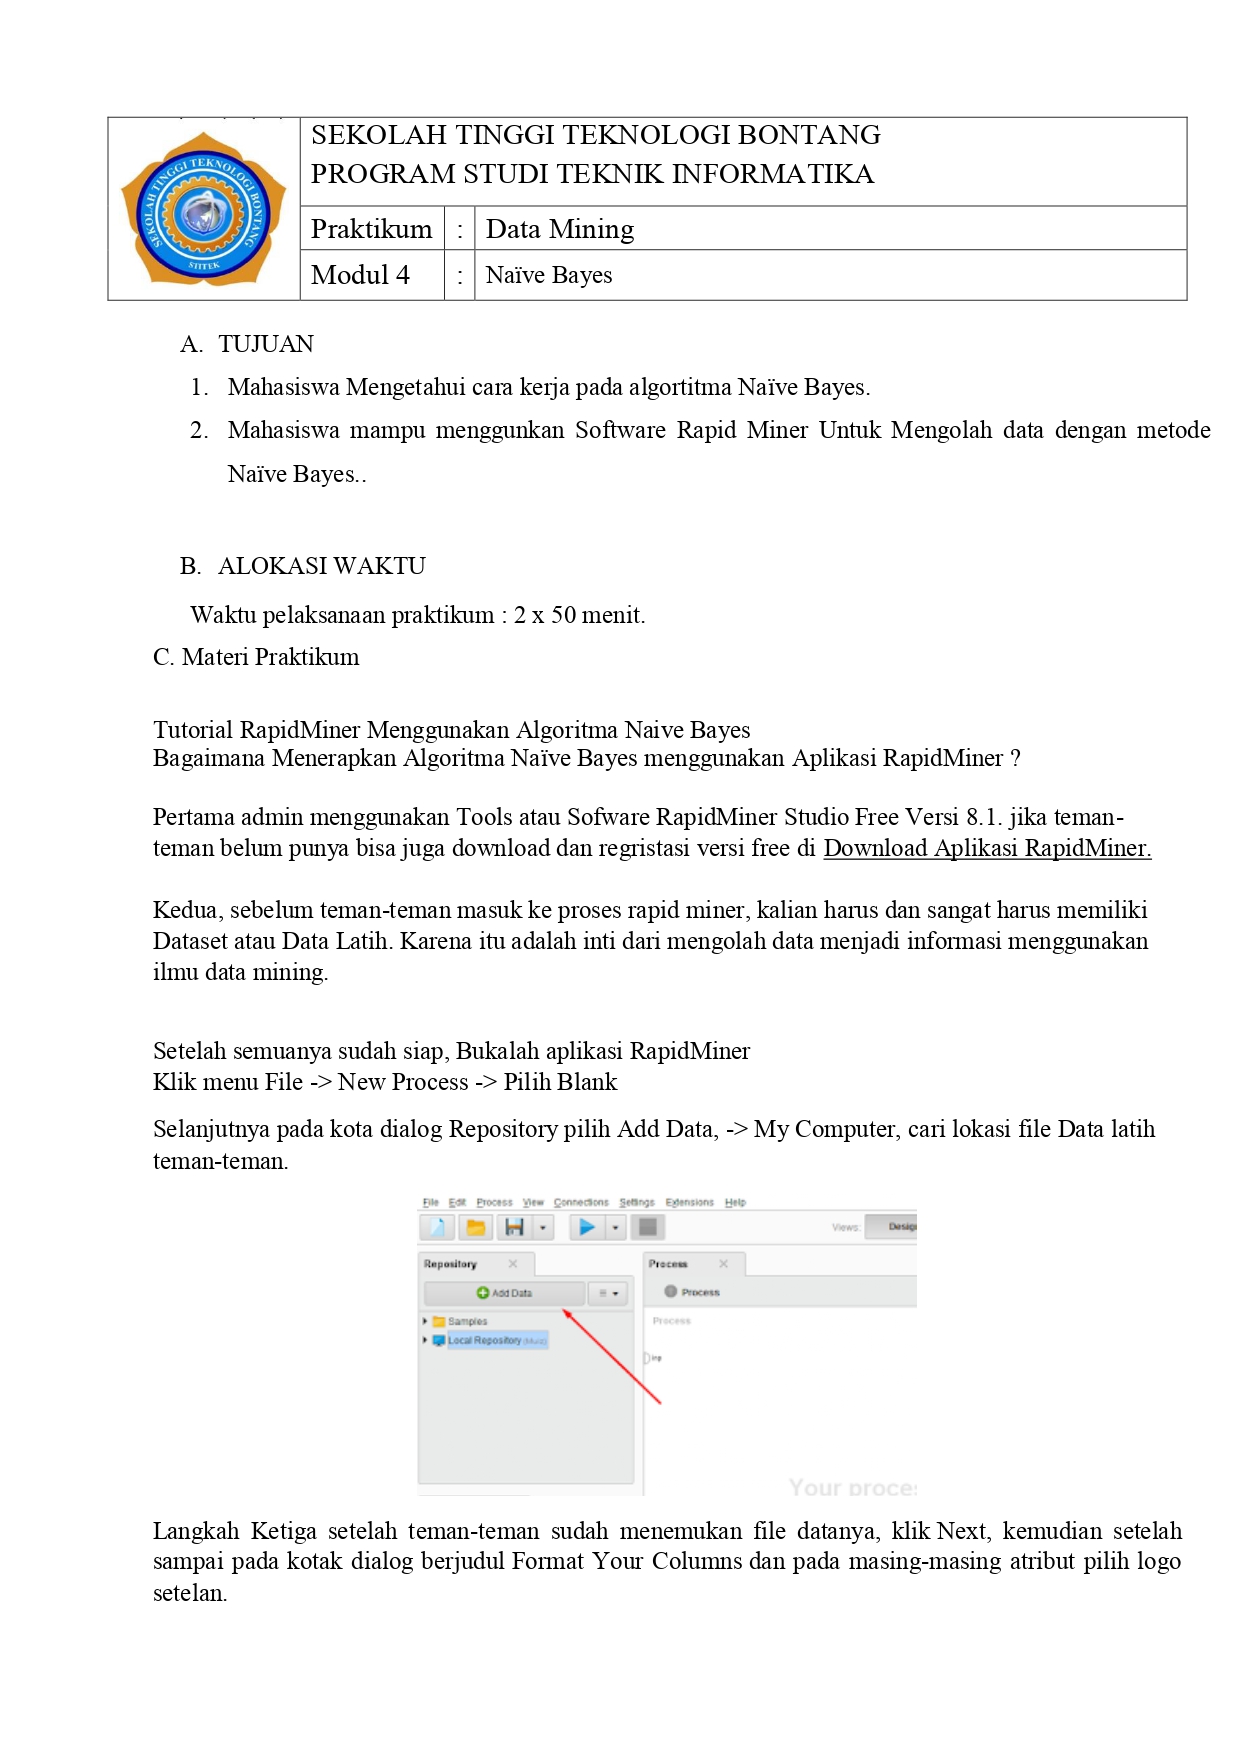 SEKOLAH TINGGI TEKNOLOGI BONTANG
STITEK
SEKOLAH TINGGI TEKNOLOGI BONTANG
PROGRAM STUDI TEKNIK INFORMATIKA
Praktikum : Data Mining
Modul 4 : Naïve Bayes
A. TUJUAN
1. Mahasiswa Mengetahui cara kerja pada algortitma Naïve Bayes.
2. Mahasiswa mampu menggunkan Software Rapid Miner Untuk Mengolah data dengan metode
Naïve Bayes..
B. ALOKASI WAKTU
Waktu pelaksanaan praktikum : 2 x 50 menit.
C. Materi Praktikum
Tutorial RapidMiner Menggunakan Algoritma Naive Bayes
Bagaimana Menerapkan Algoritma Naïve Bayes menggunakan Aplikasi RapidMiner ?
Pertama admin menggunakan Tools atau Sofware RapidMiner Studio Free Versi 8.1. jika teman-
teman belum punya bisa juga download dan regristasi versi free di Download Aplikasi RapidMiner.
Kedua, sebelum teman-teman masuk ke proses rapid miner, kalian harus dan sangat harus memiliki
Dataset atau Data Latih. Karena itu adalah inti dari mengolah data menjadi informasi menggunakan
ilmu data mining.
Setelah semuanya sudah siap, Bukalah aplikasi RapidMiner
Klik menu File -> New Process -> Pilih Blank
Selanjutnya pada kota dialog Repository pilih Add Data, -> My Computer, cari lokasi file Data latih
teman-teman.
File Edit Process View Connections Settings Extensions Help
Views: Desig
Repository Process
Add Data Process
Samples Process
Local Repository
inp
Your proces
Langkah Ketiga setelah teman-teman sudah menemukan file datanya, klik Next, kemudian setelah
sampai pada kotak dialog berjudul Format Your Columns dan pada masing-masing atribut pilih logo
setelan.